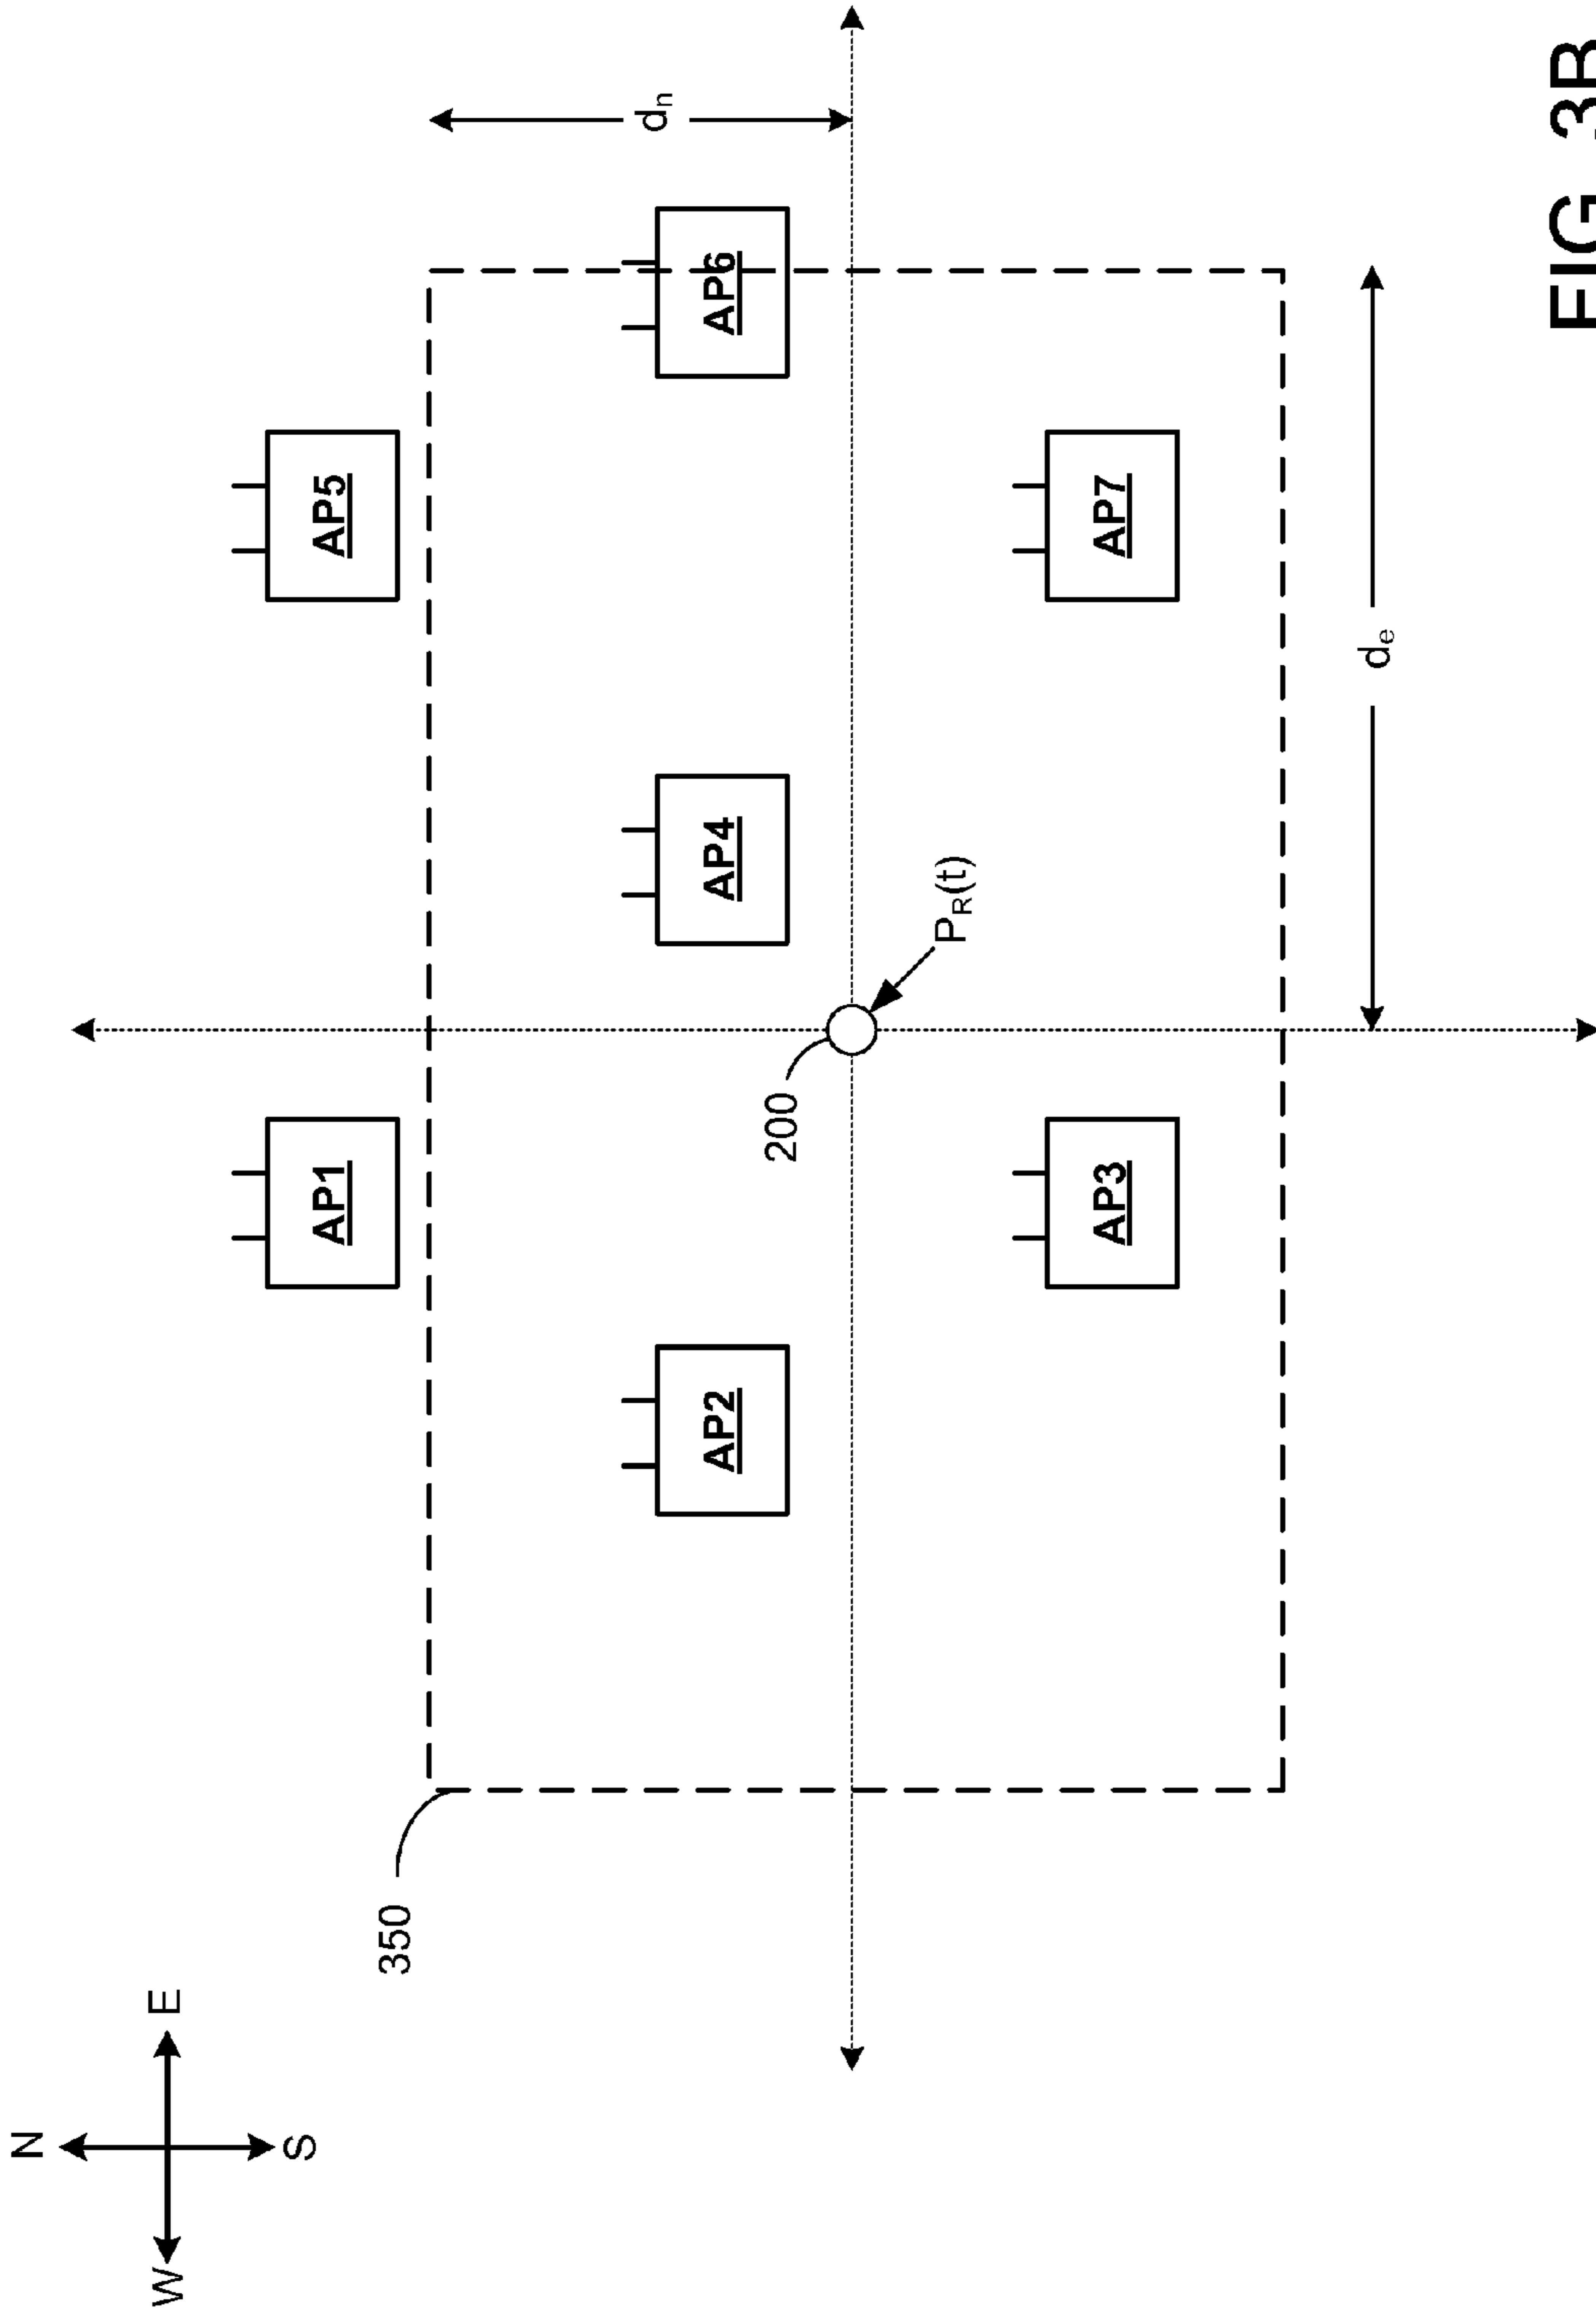 N
W
E
S
AP1
AP5
350
dn
AP2
AP4
AP6
200
PR(t)
AP3
AP7
de
FIG. 3B